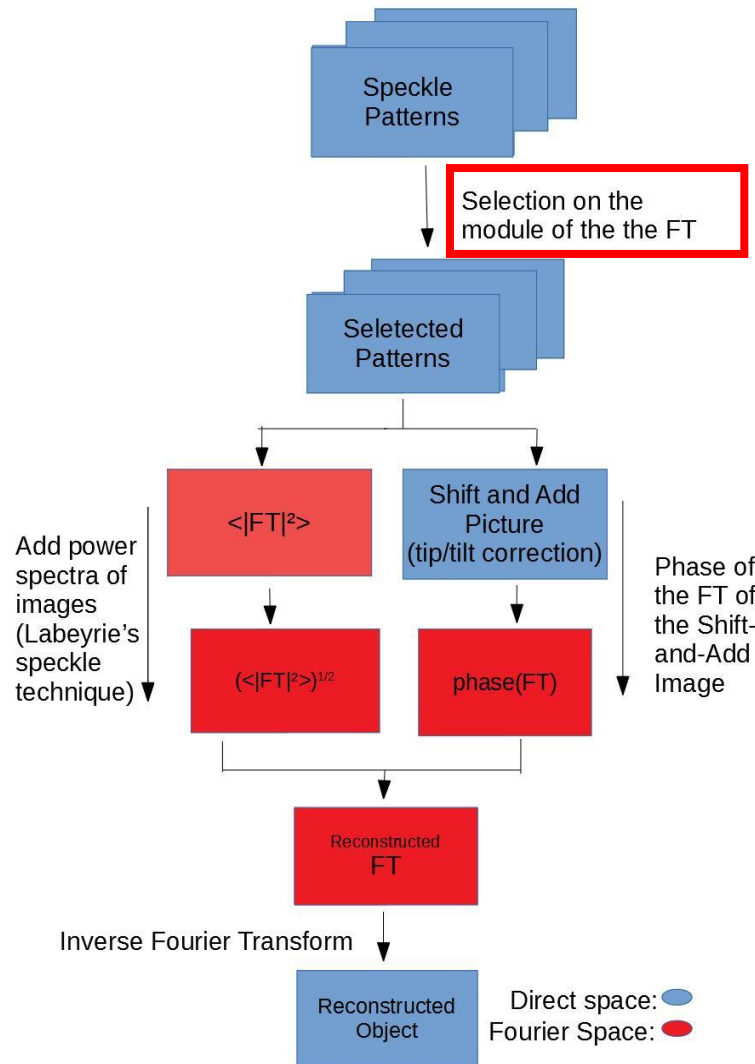 Speckle
Patterns
Selection on the
module of the the FT
Seletected
Patterns
<|FT|²>
Shift and Add
Picture
(tip/tilt correction)
Add power
spectra of
images
(Labeyrie's
speckle
technique)
Phase of
the FT of
the Shift-
and-Add
Image
(<|FT|²>)¹/²
phase(FT)
Reconstructed
FT
Inverse Fourier Transform
Reconstructed
Object
Direct space:
Fourier Space: